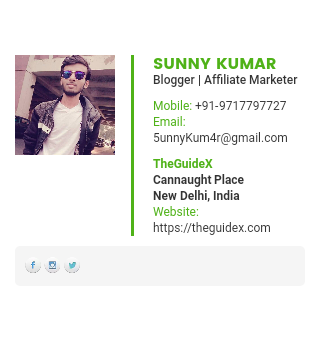 SUNNY KUMAR
Blogger | Affiliate Marketer
Mobile: +91-9717797727
Email:
5unnyKum4r@gmail.com
TheGuideX
Cannaught Place
New Delhi, India
Website:
https://theguidex.com